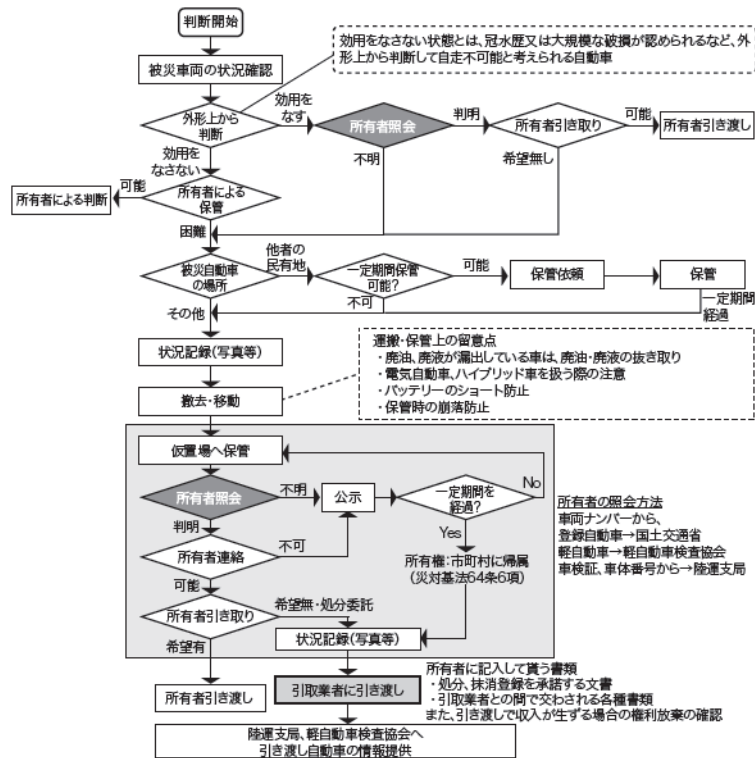 判断開始
効用をなさない状態とは、冠水歴又は大規模な破損が認められるなど、外
形上から判断して自走不可能と考えられる自動車
被災車両の状況確認
外形上から
判断
効用を
なす
所有者照会
判明
所有者引き取り
可能
所有者引き渡し
効用を
なさない
不明
希望無し
所有者による判断
可能
所有者による
保管
困難
被災自動車
の場所
他者の
民有地
一定期間保管
可能?
可能
保管依頼
保管
不可
一定期間
経過
その他
状況記録(写真等)
運搬・保管上の留意点
・廃油、廃液が漏出している車は、廃油・廃液の抜き取り
・電気自動車、ハイブリッド車を扱う際の注意
・バッテリーのショート防止
・保管時の崩落防止
撤去・移動
仮置場へ保管
所有者照会
不明
公示
一定期間を
経過?
No
Yes
判明
所有者連絡
不可
可能
所有権:市町村に帰属
(災対基法64条6項)
所有者の照会方法
車両ナンバーから、
登録自動車→国土交通省
軽自動車→軽自動車検査協会
車検証、車体番号から→陸運支局
所有者引き取り
希望無・処分委託
状況記録(写真等)
希望有
所有者引き渡し
引取業者に引き渡し
所有者に記入して貰う書類
・処分、抹消登録を承諾する文書
・引取業者との間で交わされる各種書類
また、引き渡しで収入が生ずる場合の権利放棄の確認
陸運支局、軽自動車検査協会へ
引き渡し自動車の情報提供